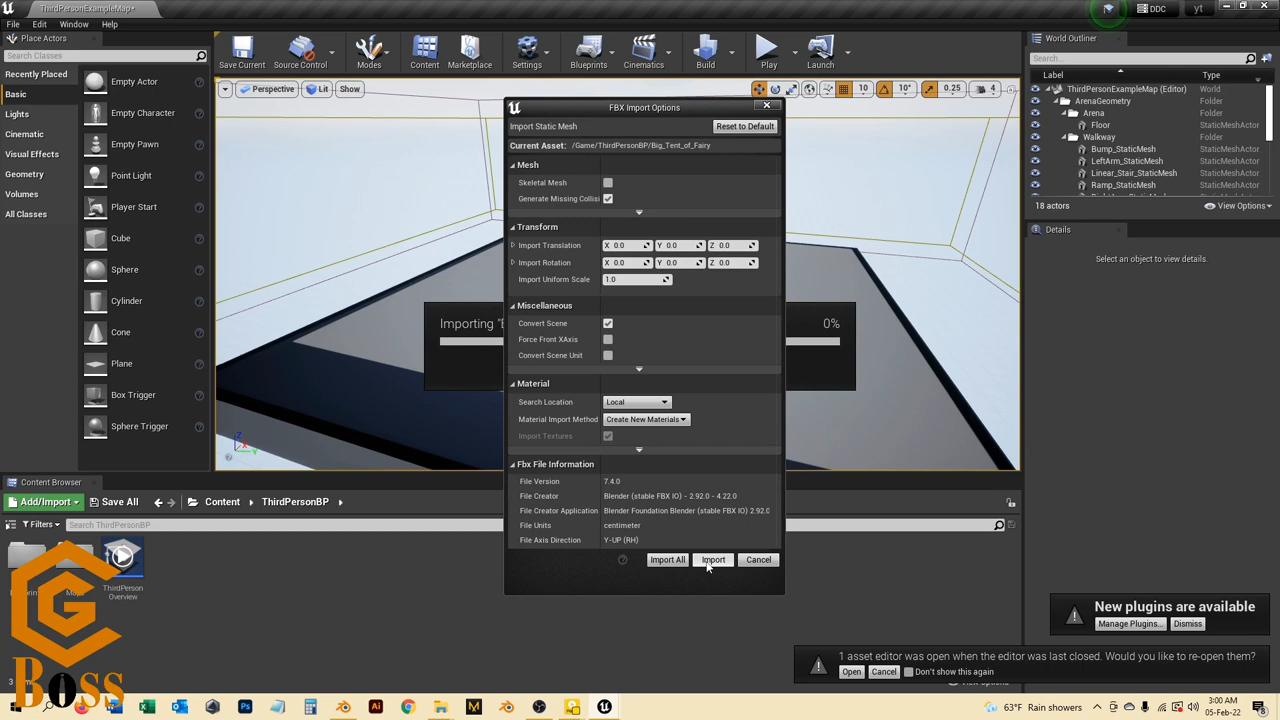 ThirdPersonExampleMap*
DDC
yt
File Edit Window Help
Place Actors
Search Classes
Recently Placed
Basic
Lights
Cinematic
Visual Effects
Geometry
Volumes
All Classes
Empty Actor
Empty Character
Empty Pawn
Point Light
Player Start
Cube
Sphere
Cylinder
Cone
Plane
Box Trigger
Sphere Trigger
Save Current
Source Control
Modes
Content
Marketplace
Settings
Blueprints
Cinematics
Build
Play
Launch
Perspective
Lit
Show
10
10°
0.25
4
Importing "
0%
FBX Import Options
Import Static Mesh
Reset to Default
Current Asset: /Game/ThirdPersonBP/Big_Tent_of_Fairy
Mesh
Skeletal Mesh
Generate Missing Collisi
Transform
Import Translation X 0.0 Y 0.0 Z 0.0
Import Rotation X 0.0 Y 0.0 Z 0.0
Import Uniform Scale 1.0
Miscellaneous
Convert Scene
Force Front XAxis
Convert Scene Unit
Material
Search Location Local
Material Import Method Create New Materials
Import Textures
Fbx File Information
File Version 7.4.0
File Creator Blender (stable FBX IO) - 2.92.0 - 4.22.0
File Creator Application Blender Foundation Blender (stable FBX IO) 2.92.0
File Units centimeter
File Axis Direction Y-UP (RH)
Import All
Import
Cancel
World Outliner
Search...
Label
Type
ThirdPersonExampleMap (Editor) World
ArenaGeometry Folder
Arena Folder
Floor StaticMeshActor
Walkway Folder
Bump_StaticMesh StaticMeshActor
LeftArm_StaticMesh StaticMeshActor
Linear_Stair_StaticMesh StaticMeshActor
Ramp_StaticMesh StaticMeshActor
18 actors
View Options
Details
Select an object to view details.
Content Browser
Add/Import
Save All
Content
ThirdPersonBP
Filters
Search ThirdPersonBP
ThirdPerson
Overview
New plugins are available
Manage Plugins...
Dismiss
1 asset editor was open when the editor was last closed. Would you like to re-open them?
Open
Cancel
Don't show this again
G
Boss
63°F Rain showers
3:00 AM
05-Feb-22